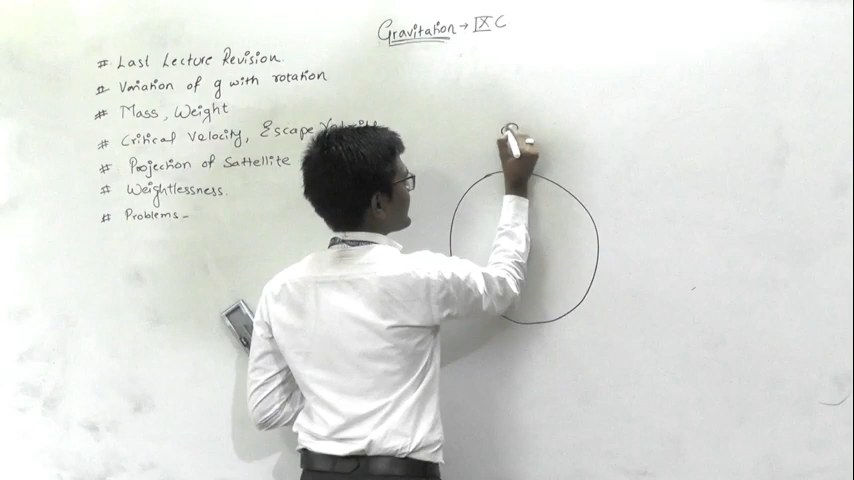 Gravitation → IX C
# Last Lecture Revision.
# Variation of g with rotation
# Mass, Weight
# Critical Velocity, Escape Velocity
# Projection of Sattellite
# Weightlessness.
# Problems -